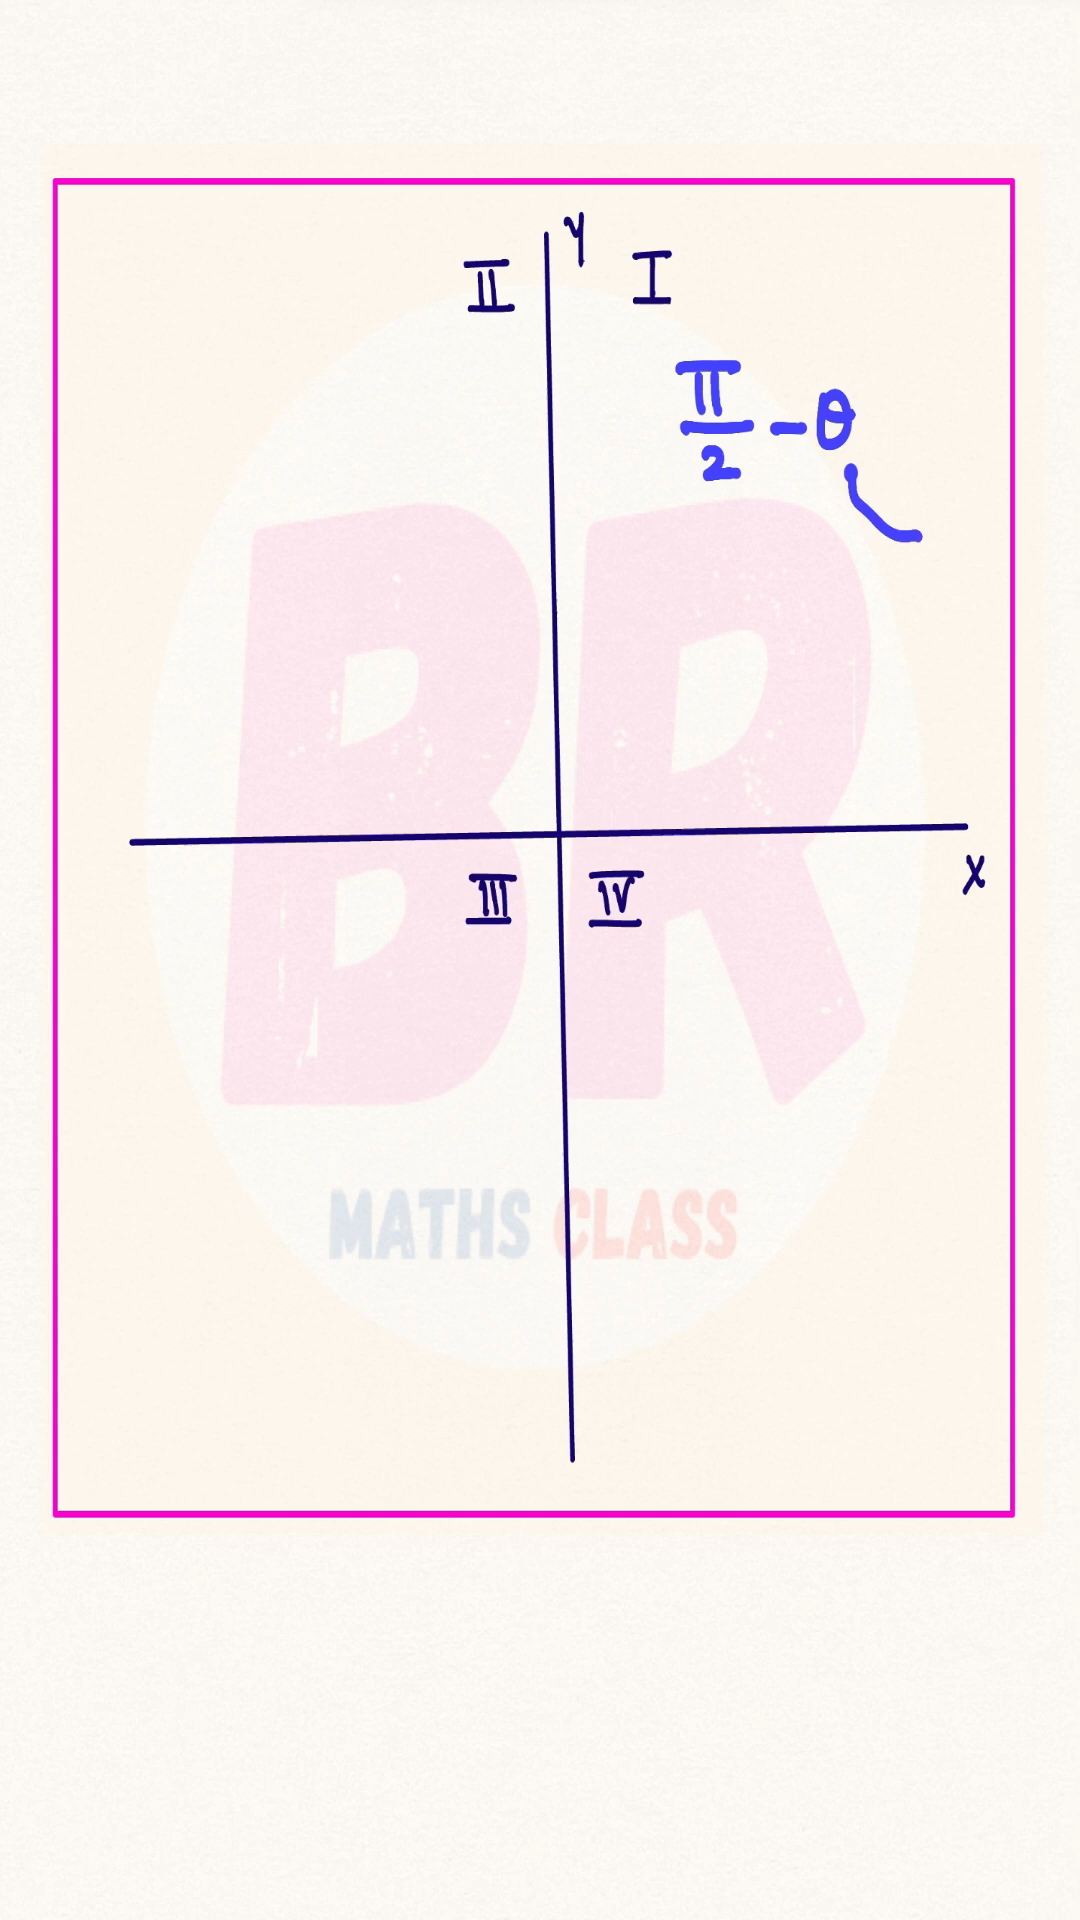 Y
II I
π/2 - θ
X
III IV
BR
MATHS CLASS